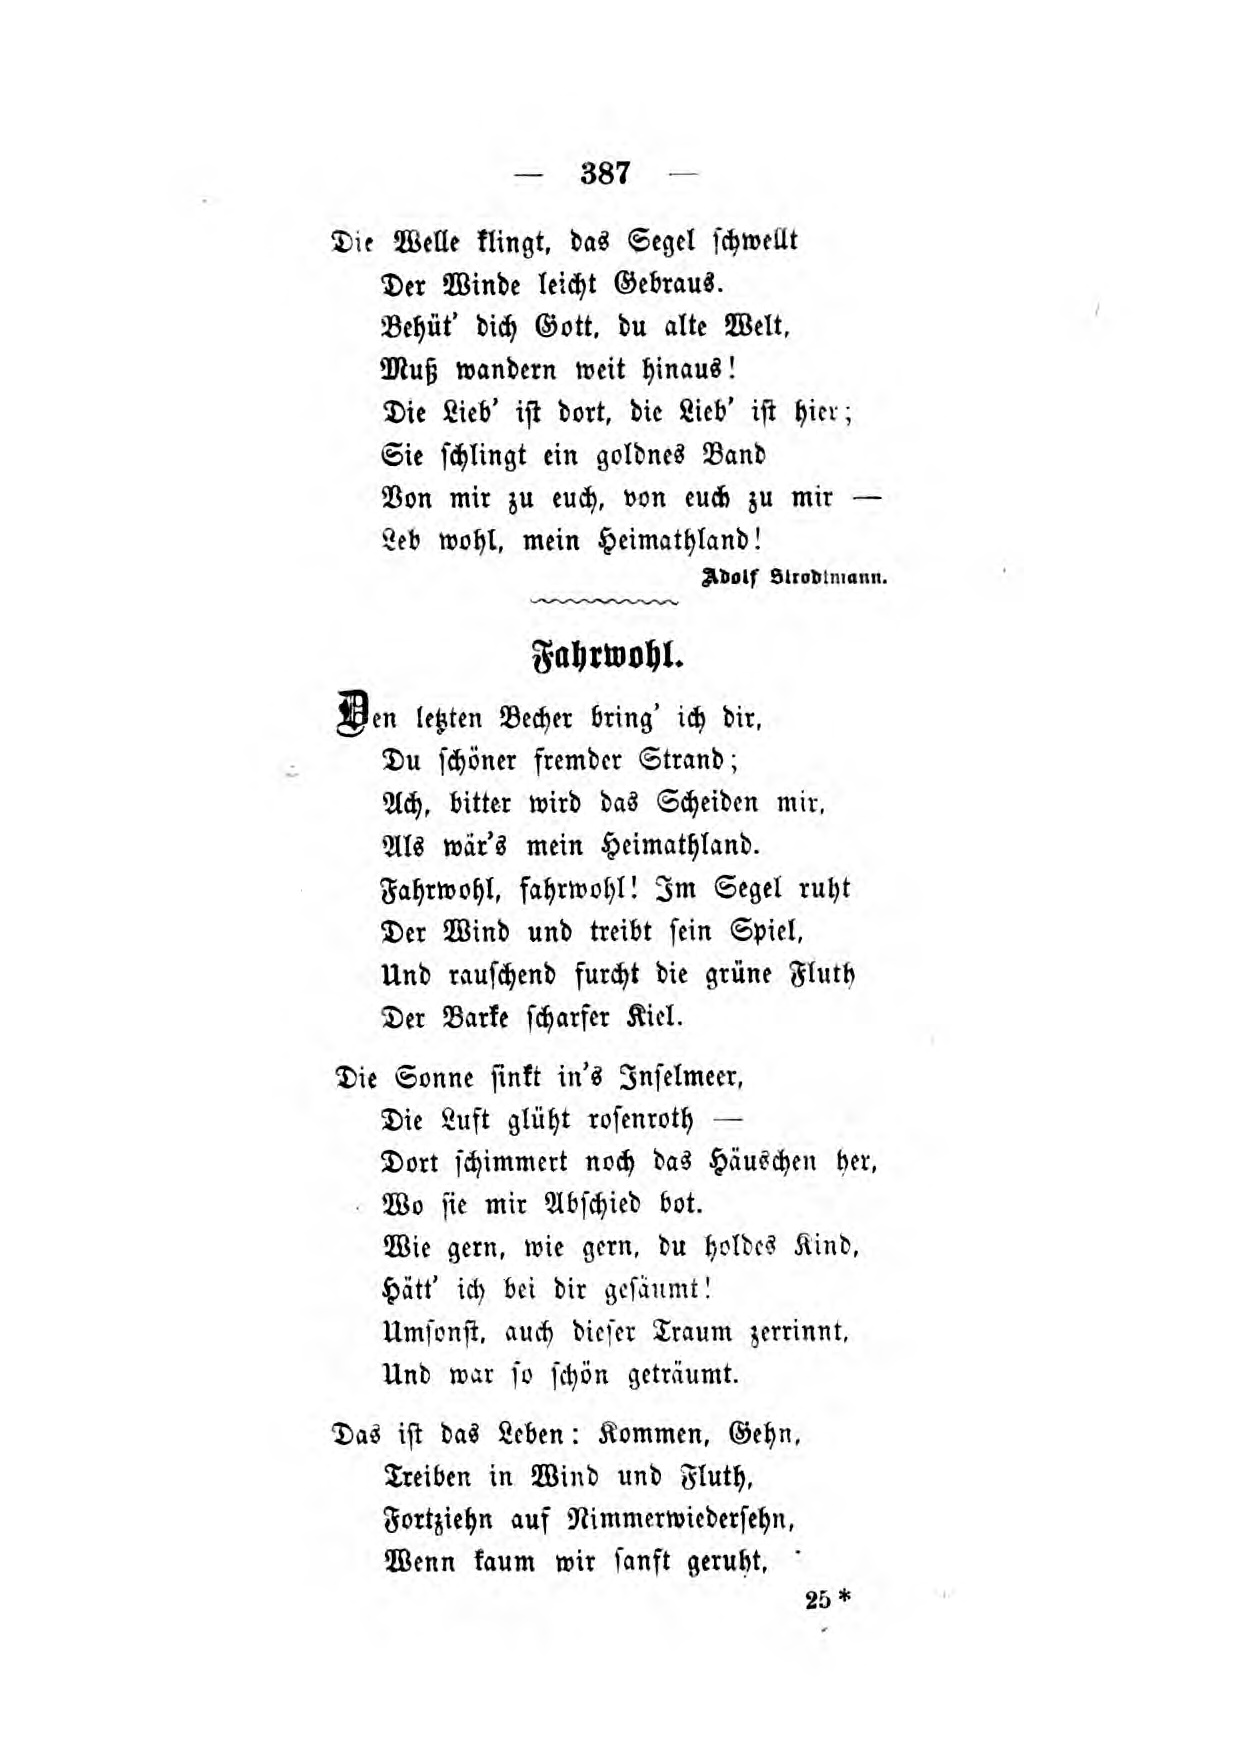 — 387 —
Die Welle klingt, das Segel schwellt
Der Winde leicht Gebraus.
Behüt' dich Gott, du alte Welt,
Muß wandern weit hinaus!
Die Lieb' ist dort, die Lieb' ist hier;
Sie schlingt ein goldnes Band
Von mir zu euch, von euch zu mir —
Leb wohl, mein Heimathland!
Adolf Strodtmann.
Fahrwohl.
Den letzten Becher bring' ich dir,
Du schöner fremder Strand;
Ach, bitter wird das Scheiden mir,
Als wär's mein Heimathland.
Fahrwohl, fahrwohl! Im Segel ruht
Der Wind und treibt sein Spiel,
Und rauschend furcht die grüne Fluth
Der Barke scharfer Kiel.
Die Sonne sinkt in's Inselmeer,
Die Luft glüht rosenroth —
Dort schimmert noch das Häuschen her,
Wo sie mir Abschied bot.
Wie gern, wie gern, du holdes Kind,
Hätt' ich bei dir gesäumt!
Umsonst, auch dieser Traum zerrinnt,
Und war so schön geträumt.
Das ist das Leben: Kommen, Gehn,
Treiben in Wind und Fluth,
Fortziehn auf Nimmerwiedersehn,
Wenn kaum wir sanft geruht,
25*